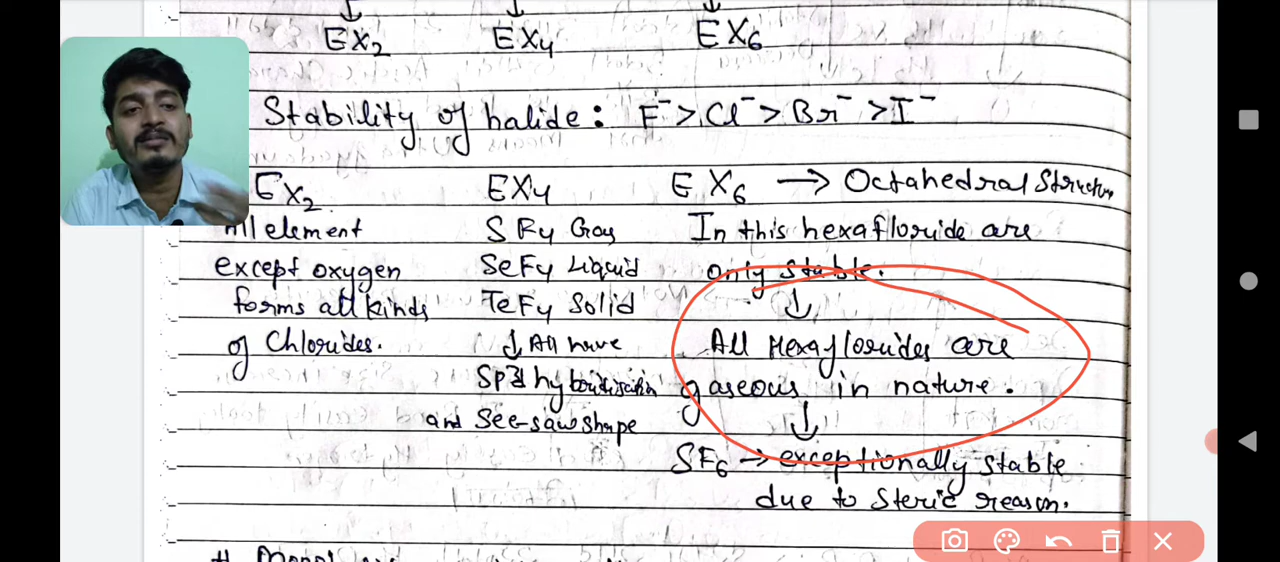 EX2 EX4 EX6
Stability of halide : F⁻ > Cl⁻ > Br⁻ > I⁻
EX2 EX4 EX6 → Octahedral Structure
All element SF4 Gas In this hexafloride are
except oxygen SeF4 Liquid only stable.
forms all kinds TeF4 Solid ↓
of Chlorides. ↓ All have All Hexaflorides are
Sp3d hybridisation gaseous in nature.
and See-saw shape ↓
SF6 → exceptionally stable
due to Steric reason.